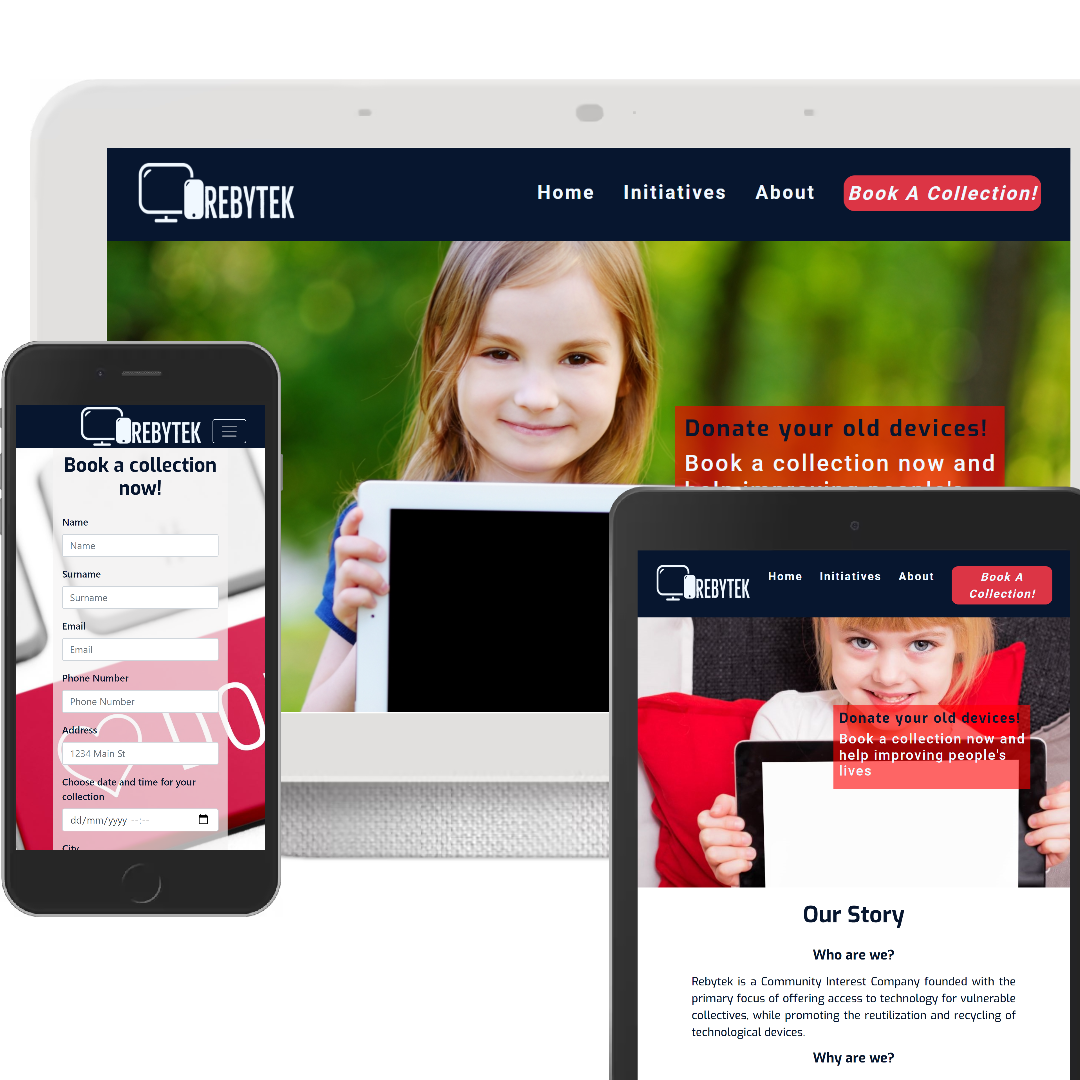 REBYTEK
Home Initiatives About Book A Collection!
Donate your old devices!
Book a collection now and
help improving people's
REBYTEK
Book a collection
now!
Name
Name
Surname
Surname
Email
Email
Phone Number
Phone Number
Address
1234 Main St
Choose date and time for your
collection
dd/mm/yyyy --:--
City
REBYTEK
Home Initiatives About Book A
Collection!
Donate your old devices!
Book a collection now and
help improving people's
lives
Our Story
Who are we?
Rebytek is a Community Interest Company founded with the
primary focus of offering access to technology for vulnerable
collectives, while promoting the reutilization and recycling of
technological devices.
Why are we?